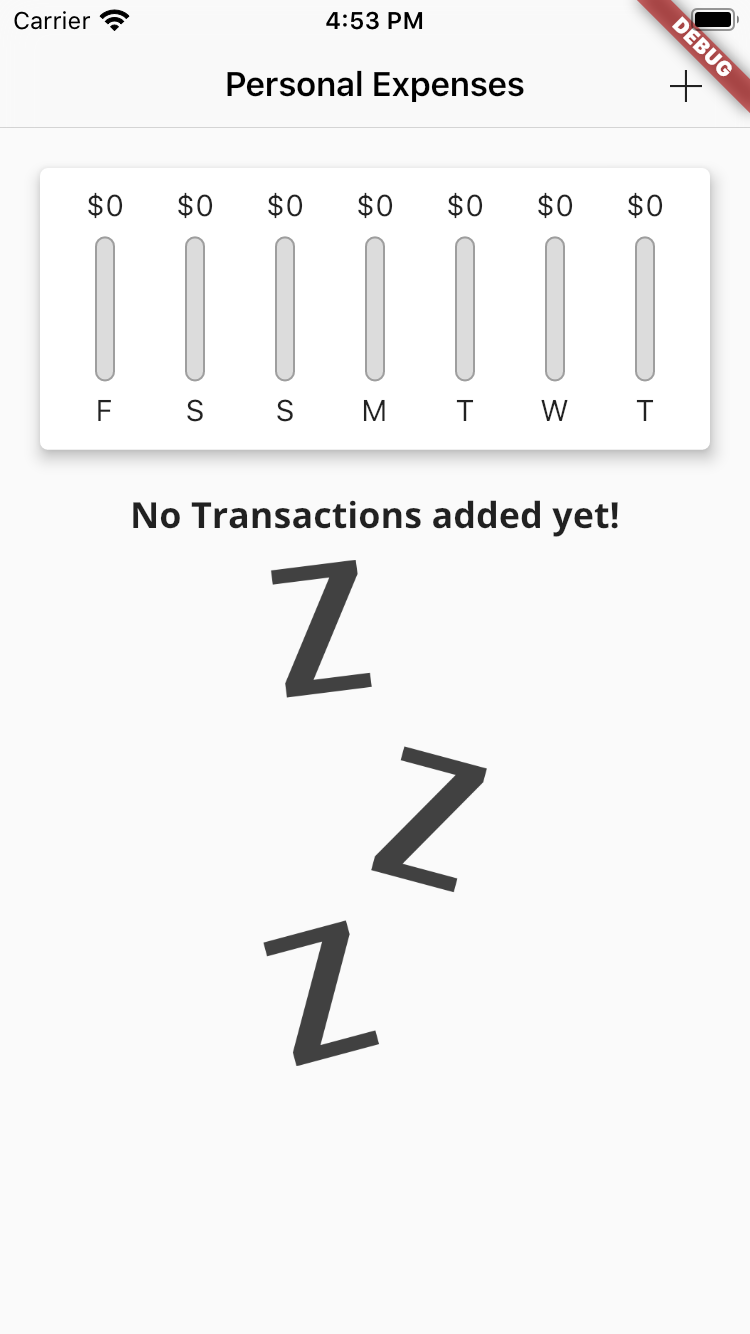 Carrier 4:53 PM
DEBUG
Personal Expenses
$0 $0 $0 $0 $0 $0 $0
F S S M T W T
No Transactions added yet!
Z
Z
Z